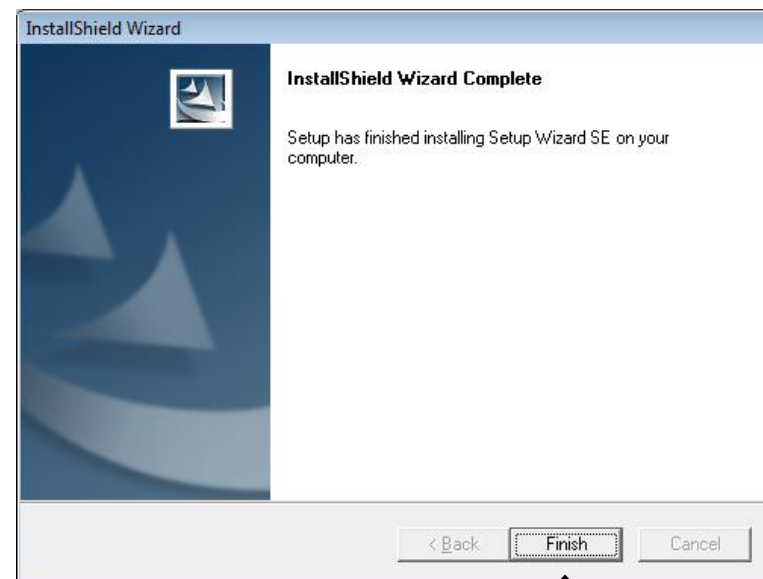 InstallShield Wizard
InstallShield Wizard Complete
Setup has finished installing Setup Wizard SE on your
computer.
< Back
Finish
Cancel